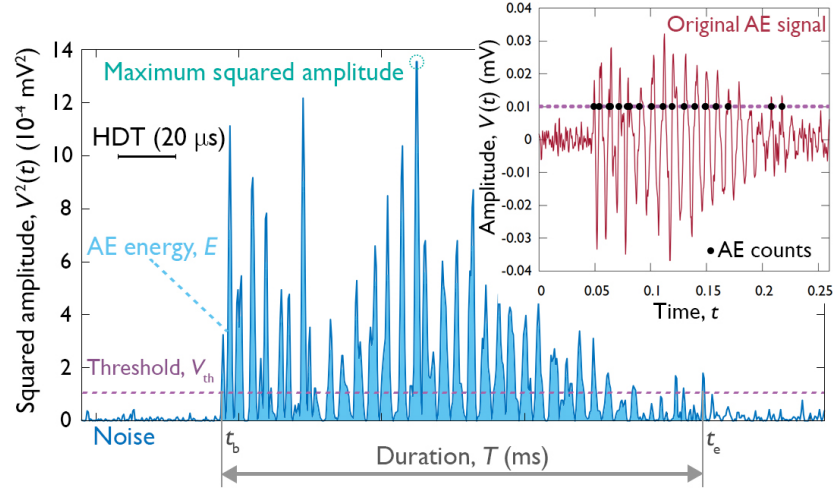 Squared amplitude, V²(t) (10⁻⁴ mV²)
14
12
10
8
6
4
2
0
Maximum squared amplitude
HDT (20 μs)
AE energy, E
Threshold, V_th
Noise
t_b
t_e
Duration, T (ms)
Original AE signal
Amplitude, V(t) (mV)
0.04
0.03
0.02
0.01
0
-0.01
-0.02
-0.03
-0.04
AE counts
0 0.05 0.1 0.15 0.2 0.25
Time, t